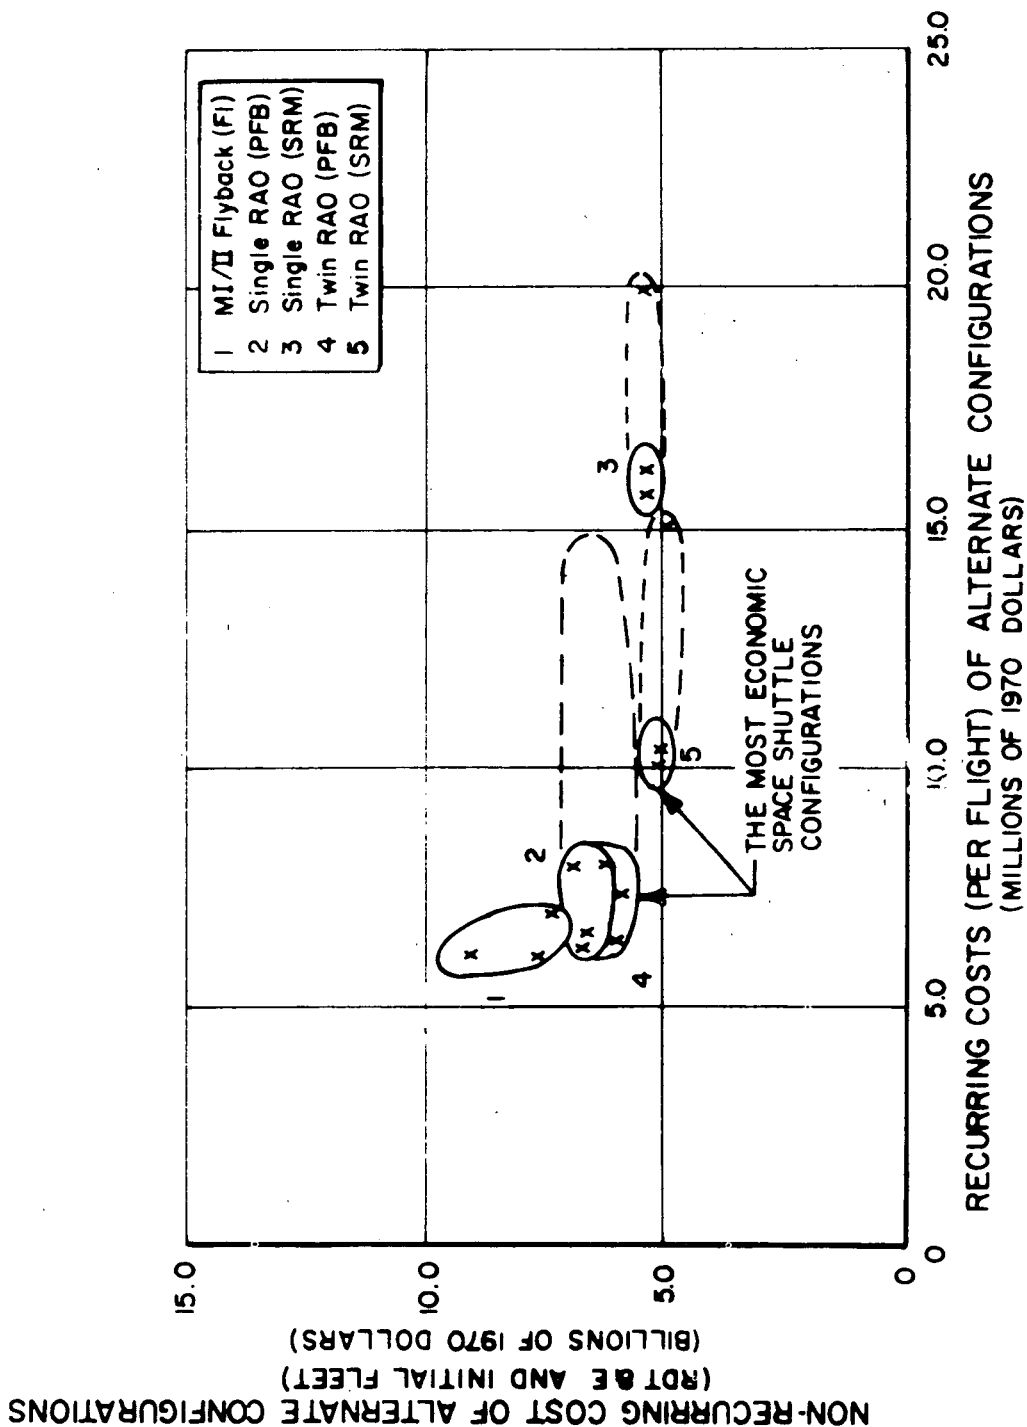 NON-RECURRING COST OF ALTERNATE CONFIGURATIONS
(RDT & E AND INITIAL FLEET)
(BILLIONS OF 1970 DOLLARS)
15.0
10.0
5.0
0
1 MI/II Flyback (FI)
2 Single RAO (PFB)
3 Single RAO (SRM)
4 Twin RAO (PFB)
5 Twin RAO (SRM)
1
2
3
4
5
THE MOST ECONOMIC
SPACE SHUTTLE
CONFIGURATIONS
0
5.0
10.0
15.0
20.0
25.0
RECURRING COSTS (PER FLIGHT) OF ALTERNATE CONFIGURATIONS
(MILLIONS OF 1970 DOLLARS)